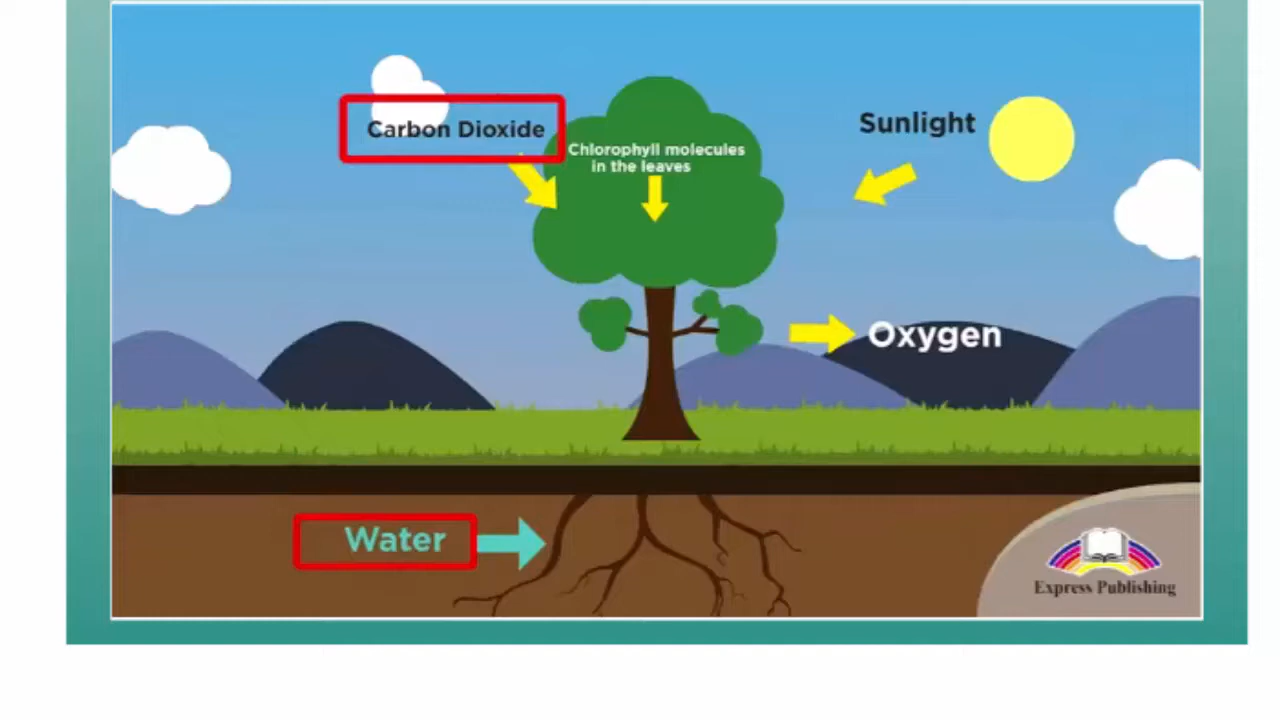 Carbon Dioxide
Sunlight
Chlorophyll molecules
in the leaves
Oxygen
Water
Express Publishing